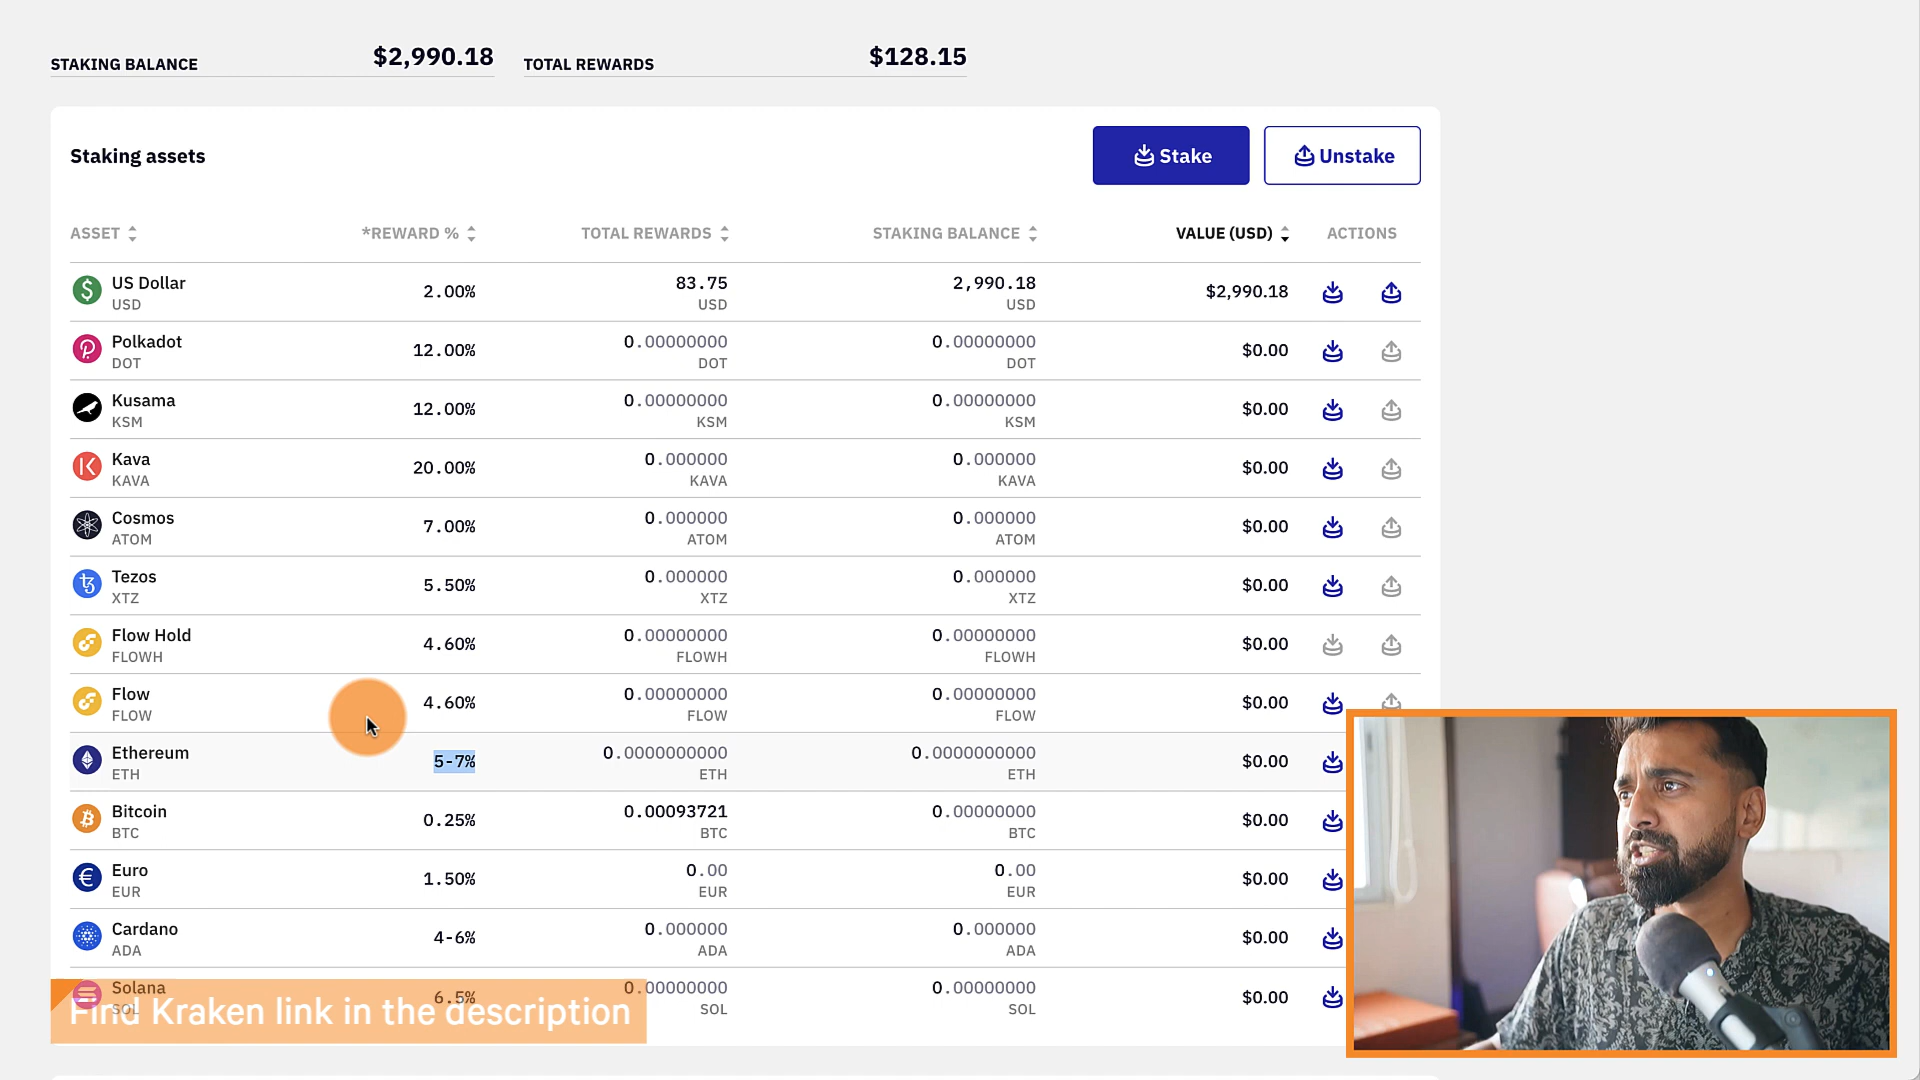 STAKING BALANCE $2,990.18 TOTAL REWARDS $128.15
Staking assets Stake Unstake
ASSET *REWARD % TOTAL REWARDS STAKING BALANCE VALUE (USD) ACTIONS
US Dollar 2.00% 83.75 2,990.18 $2,990.18
USD USD USD
Polkadot 12.00% 0.00000000 0.00000000 $0.00
DOT DOT DOT
Kusama 12.00% 0.00000000 0.00000000 $0.00
KSM KSM KSM
Kava 20.00% 0.000000 0.000000 $0.00
KAVA KAVA KAVA
Cosmos 7.00% 0.000000 0.000000 $0.00
ATOM ATOM ATOM
Tezos 5.50% 0.000000 0.000000 $0.00
XTZ XTZ XTZ
Flow Hold 4.60% 0.00000000 0.00000000 $0.00
FLOWH FLOWH FLOWH
Flow 4.60% 0.00000000 0.00000000 $0.00
FLOW FLOW FLOW
Ethereum 5-7% 0.0000000000 0.0000000000 $0.00
ETH ETH ETH
Bitcoin 0.25% 0.00093721 0.00000000 $0.00
BTC BTC BTC
Euro 1.50% 0.00 0.00 $0.00
EUR EUR EUR
Cardano 4-6% 0.000000 0.000000 $0.00
ADA ADA ADA
Solana 6.5% 0.00000000 0.00000000 $0.00
SOL SOL SOL
Find Kraken link in the description